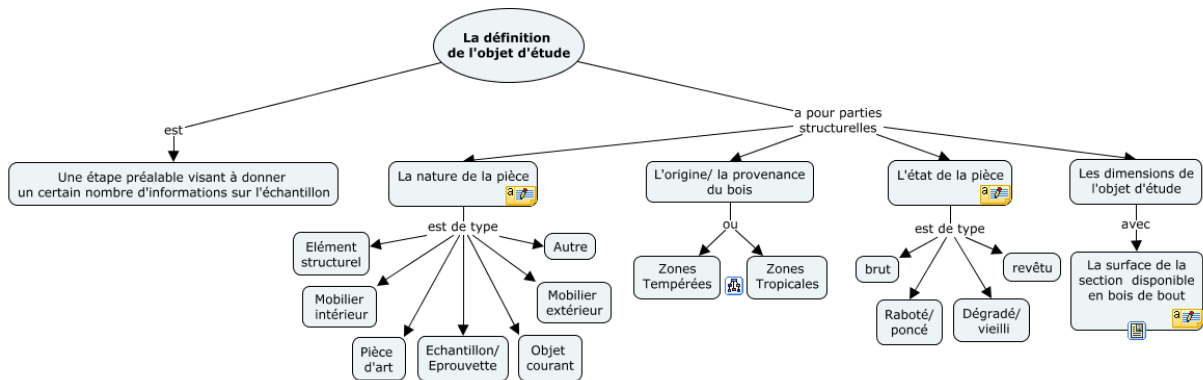 La définition
de l'objet d'étude
est
a pour parties
structurelles
Une étape préalable visant à donner
un certain nombre d'informations sur l'échantillon
La nature de la pièce
L'origine/ la provenance
du bois
L'état de la pièce
Les dimensions de
l'objet d'étude
est de type
Elément
structurel
Autre
Mobilier
intérieur
Mobilier
extérieur
Pièce
d'art
Echantillon/
Eprouvette
Objet
courant
ou
Zones
Tempérées
Zones
Tropicales
est de type
brut
revêtu
Raboté/
poncé
Dégradé/
vieilli
avec
La surface de la
section disponible
en bois de bout